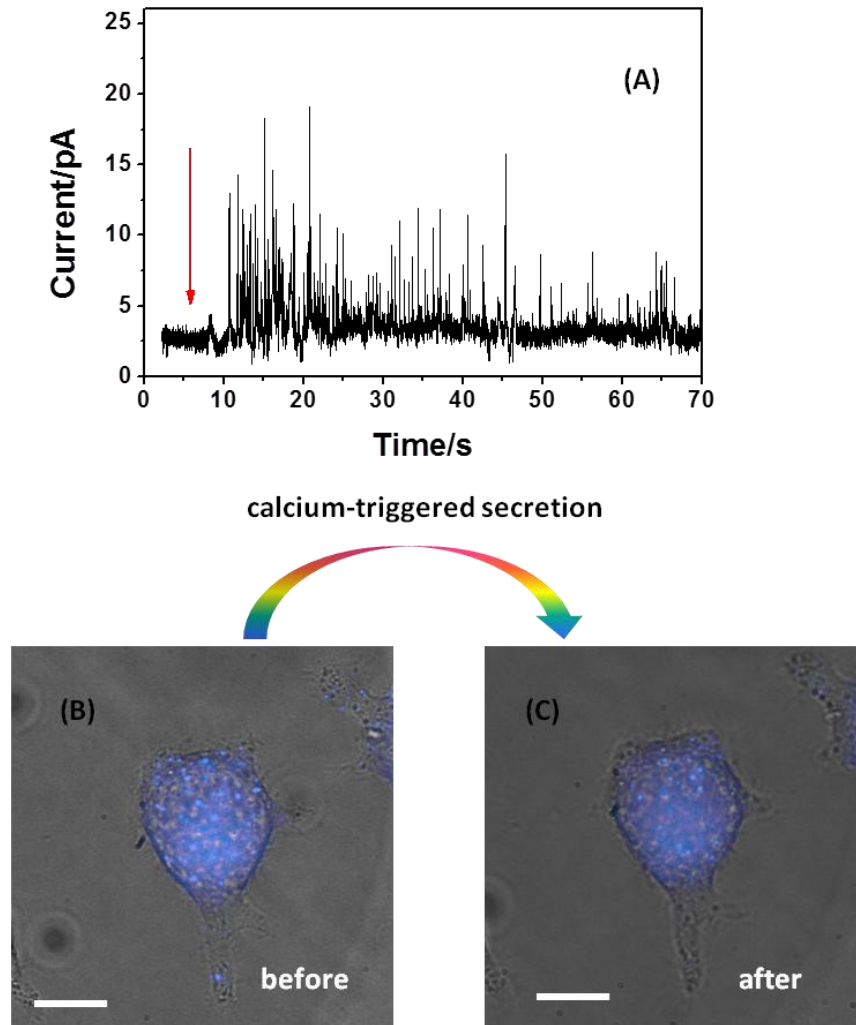 25
20
15
10
5
0
Current/pA
(A)
0 10 20 30 40 50 60 70
Time/s
calcium-triggered secretion
(B)
before
(C)
after